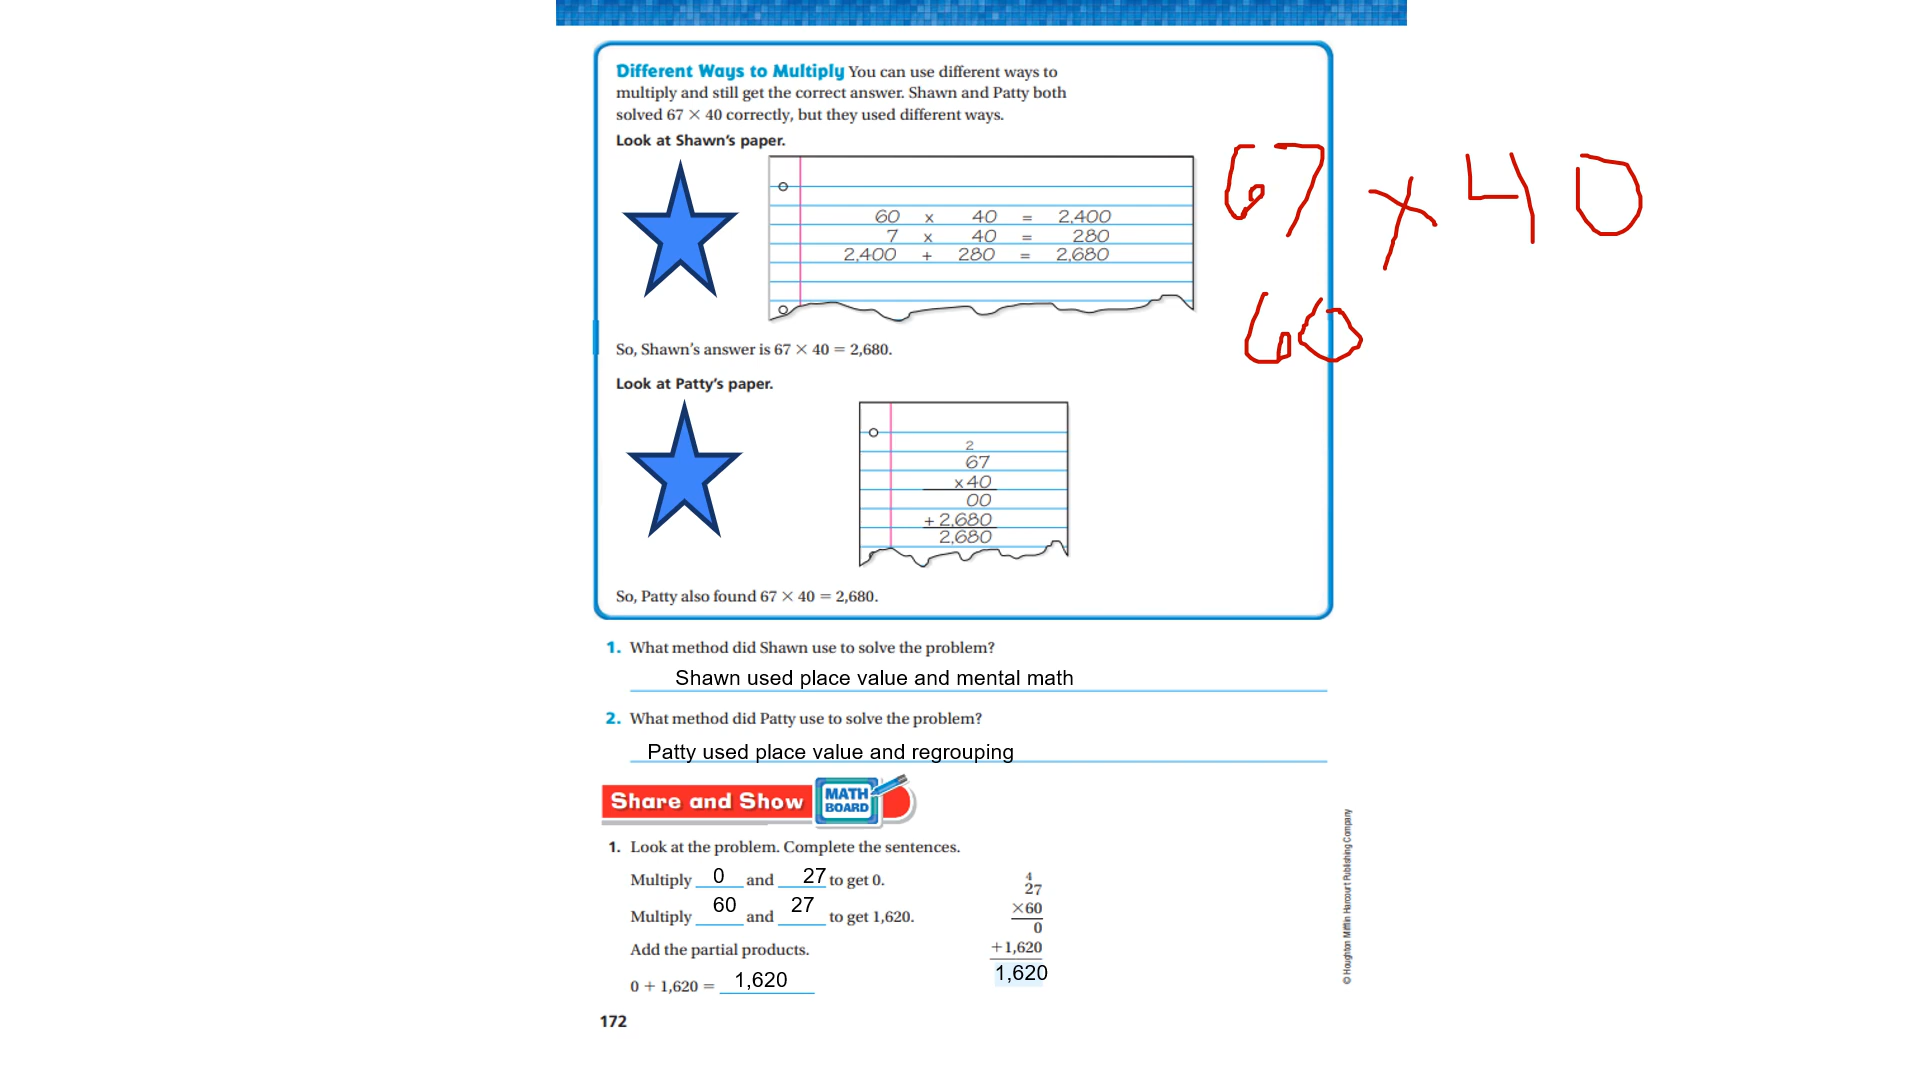 Different Ways to Multiply You can use different ways to
multiply and still get the correct answer. Shawn and Patty both
solved 67 × 40 correctly, but they used different ways.
Look at Shawn's paper.
60 x 40 = 2,400
7 x 40 = 280
2,400 + 280 = 2,680
67 x 40
60
So, Shawn's answer is 67 × 40 = 2,680.
Look at Patty's paper.
2
67
x 40
00
+ 2,680
2,680
So, Patty also found 67 × 40 = 2,680.
1. What method did Shawn use to solve the problem?
Shawn used place value and mental math
2. What method did Patty use to solve the problem?
Patty used place value and regrouping
Share and Show MATH
BOARD
1. Look at the problem. Complete the sentences.
Multiply 0 and 27 to get 0.
Multiply 60 and 27 to get 1,620.
Add the partial products.
0 + 1,620 = 1,620
4
27
×60
0
+1,620
1,620
172
© Houghton Mifflin Harcourt Publishing Company